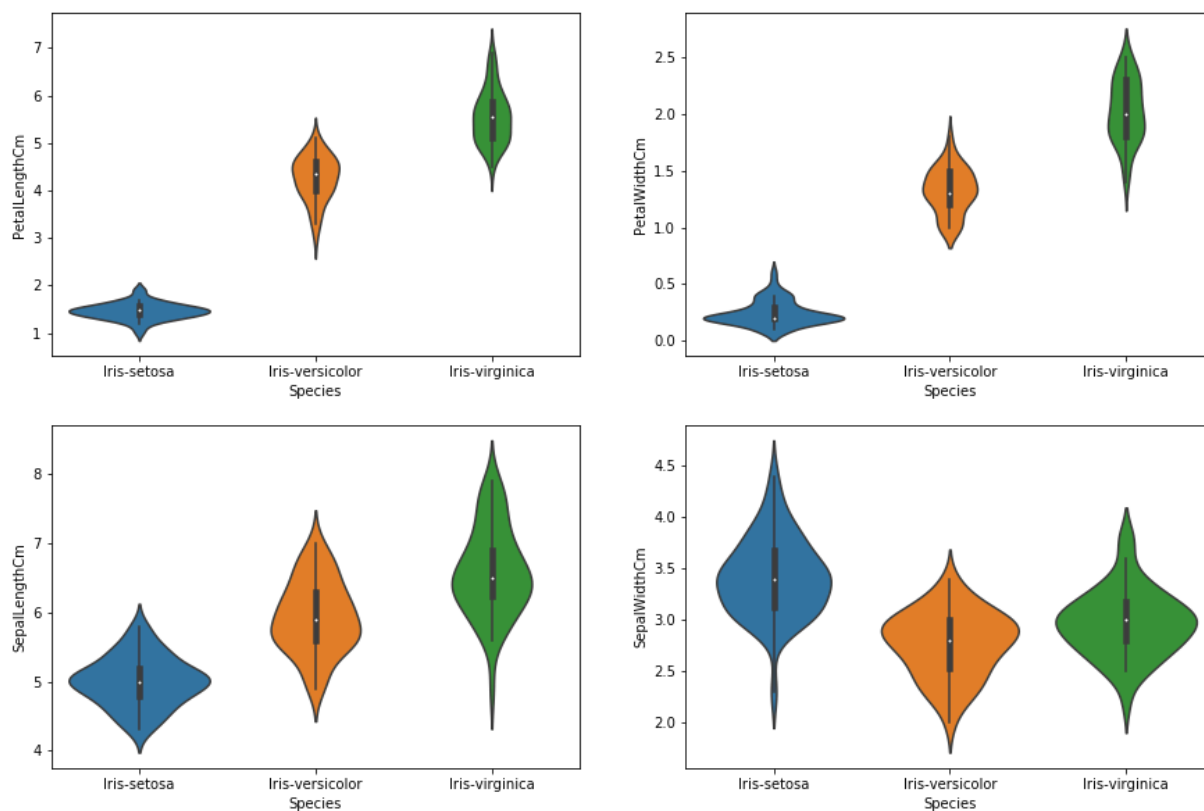 PetalLengthCm
7
6
5
4
3
2
1
Iris-setosa Iris-versicolor Iris-virginica
Species
PetalWidthCm
2.5
2.0
1.5
1.0
0.5
0.0
Iris-setosa Iris-versicolor Iris-virginica
Species
SepalLengthCm
8
7
6
5
4
Iris-setosa Iris-versicolor Iris-virginica
Species
SepalWidthCm
4.5
4.0
3.5
3.0
2.5
2.0
Iris-setosa Iris-versicolor Iris-virginica
Species